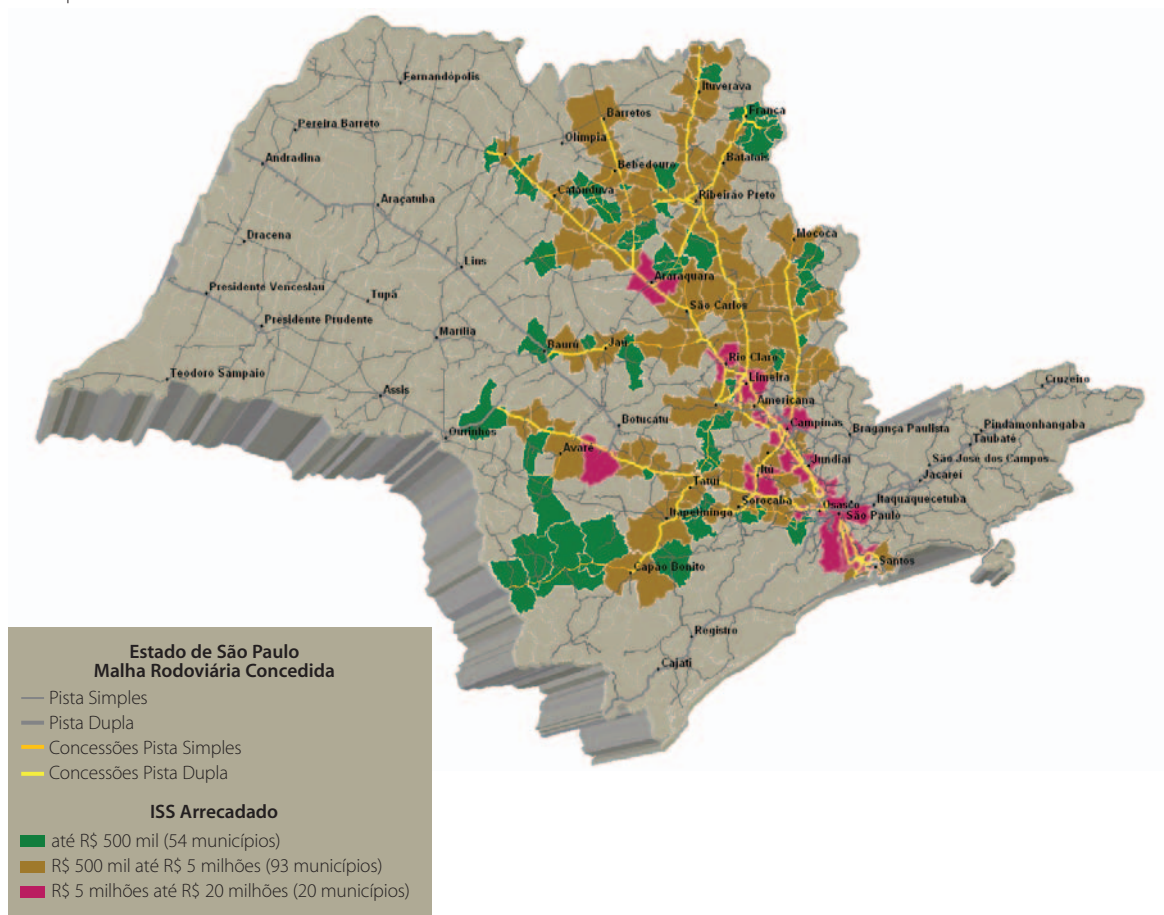 Fernandópolis
Ituverava
Barretos
Franca
Pereira Barreto
Olímpia
Andradina
Bebedouro
Batatais
Catanduva
Araçatuba
Ribeirão Preto
Dracena
Mococa
Lins
Araraquara
Presidente Venceslau
Tupã
São Carlos
Presidente Prudente
Marília
Baurú
Jaú
Rio Claro
Teodoro Sampaio
Limeira
Cruzeiro
Assis
Americana
Botucatu
Campinas
Bragança Paulista
Pindamonhangaba
Ourinhos
Taubaté
Avaré
Itú
Jundiaí
São José dos Campos
Jacareí
Tatuí
Sorocaba
Osasco
Itaquaquecetuba
Itapetininga
São Paulo
Santos
Capão Bonito
Registro
Cajati
Estado de São Paulo
Malha Rodoviária Concedida
Pista Simples
Pista Dupla
Concessões Pista Simples
Concessões Pista Dupla
ISS Arrecadado
até R$ 500 mil (54 municípios)
R$ 500 mil até R$ 5 milhões (93 municípios)
R$ 5 milhões até R$ 20 milhões (20 municípios)